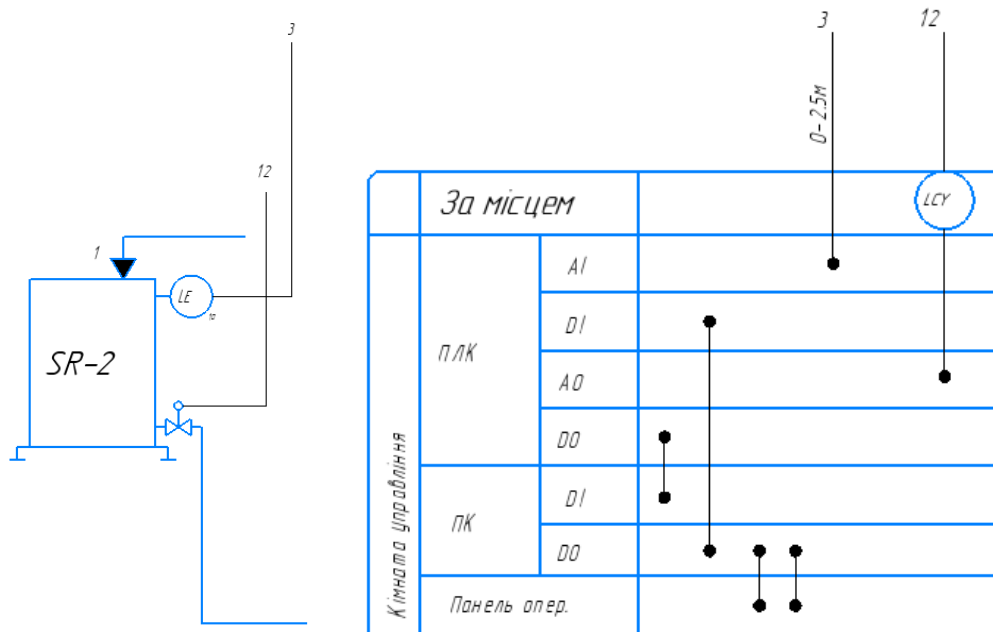 3
12
1
LE
1а
SR-2
3
12
0-2.5м
За місцем
LCY
Кімната Управління
ПЛК
AI
DI
AO
DO
ПК
DI
DO
Панель опер.